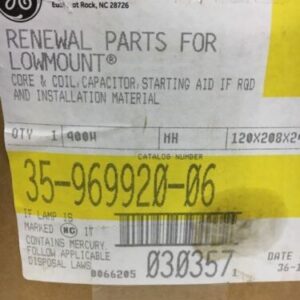 Rock, NC 28726
RENEWAL PARTS FOR
LOWMOUNT®
CORE & COIL, CAPACITOR, STARTING AID IF RQD
AND INSTALLATION MATERIAL
QTY 1 400W MH 120X208X24
CATALOG NUMBER
35-969920-06
IF LAMP IS
MARKED HG IT
CONTAINS MERCURY.
FOLLOW APPLICABLE
DISPOSAL LAWS
0066205
030357
DATE
36-1